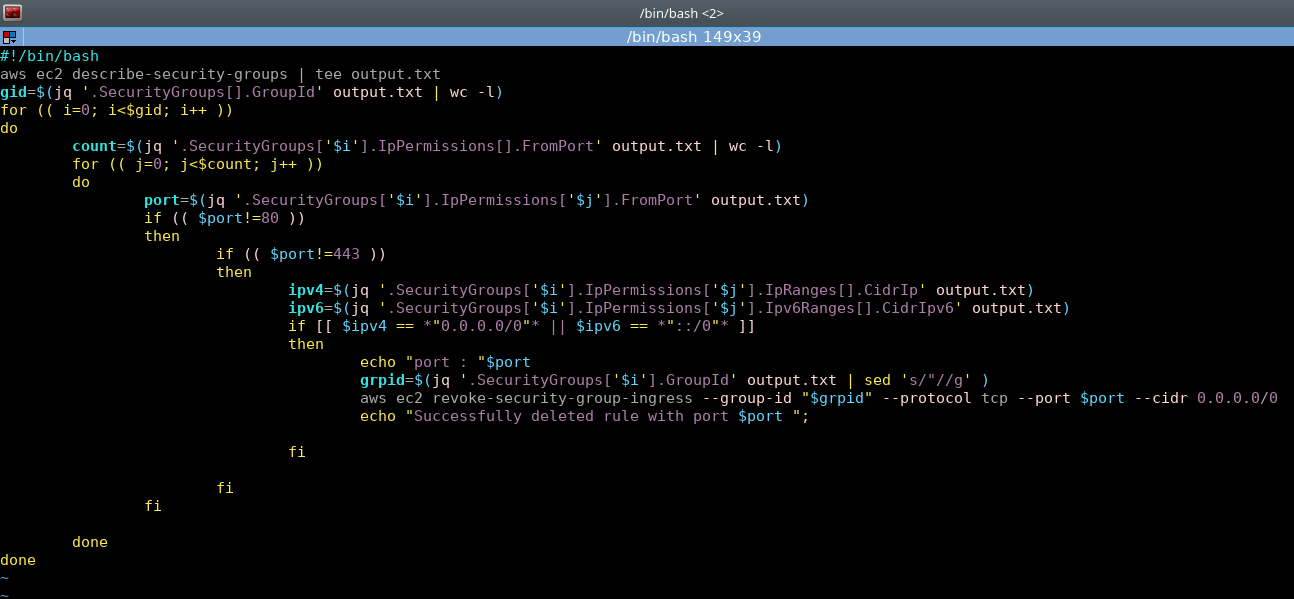 /bin/bash <2>
/bin/bash 149x39
#!/bin/bash
aws ec2 describe-security-groups | tee output.txt
gid=$(jq '.SecurityGroups[].GroupId' output.txt | wc -l)
for (( i=0; i<$gid; i++ ))
do
        count=$(jq '.SecurityGroups['$i'].IpPermissions[].FromPort' output.txt | wc -l)
        for (( j=0; j<$count; j++ ))
        do
                port=$(jq '.SecurityGroups['$i'].IpPermissions['$j'].FromPort' output.txt)
                if (( $port!=80 ))
                then
                        if (( $port!=443 ))
                        then
                                ipv4=$(jq '.SecurityGroups['$i'].IpPermissions['$j'].IpRanges[].CidrIp' output.txt)
                                ipv6=$(jq '.SecurityGroups['$i'].IpPermissions['$j'].Ipv6Ranges[].CidrIpv6' output.txt)
                                if [[ $ipv4 == *"0.0.0.0/0"* || $ipv6 == *"::/0"* ]]
                                then
                                        echo "port : "$port
                                        grpid=$(jq '.SecurityGroups['$i'].GroupId' output.txt | sed 's/"//g' )
                                        aws ec2 revoke-security-group-ingress --group-id "$grpid" --protocol tcp --port $port --cidr 0.0.0.0/0
                                        echo "Successfully deleted rule with port $port ";
                                fi
                        fi
                fi
        done
done
~
~